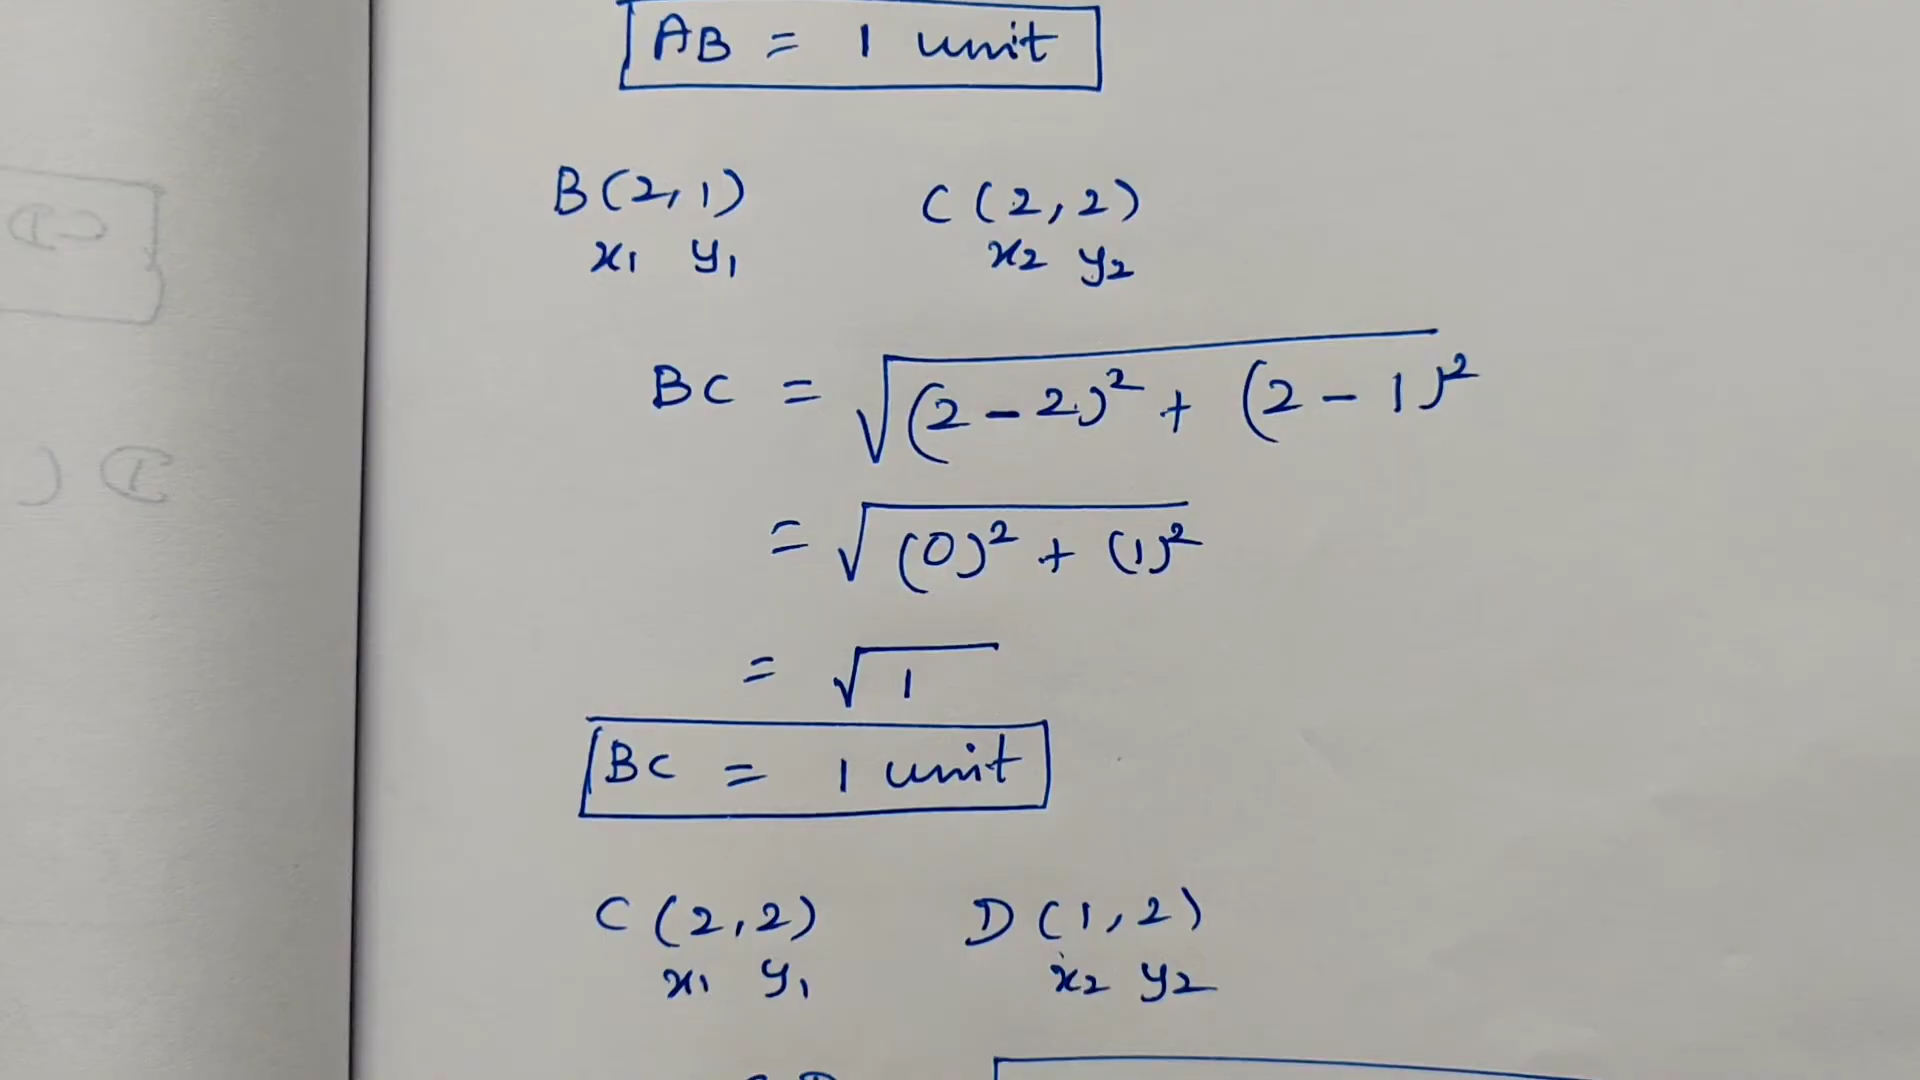 AB = 1 unit
B(2,1) C(2,2)
x₁ y₁ x₂ y₂
BC = √(2-2)² + (2-1)²
= √(0)² + (1)²
= √1
BC = 1 unit
C(2,2) D(1,2)
x₁ y₁ x₂ y₂